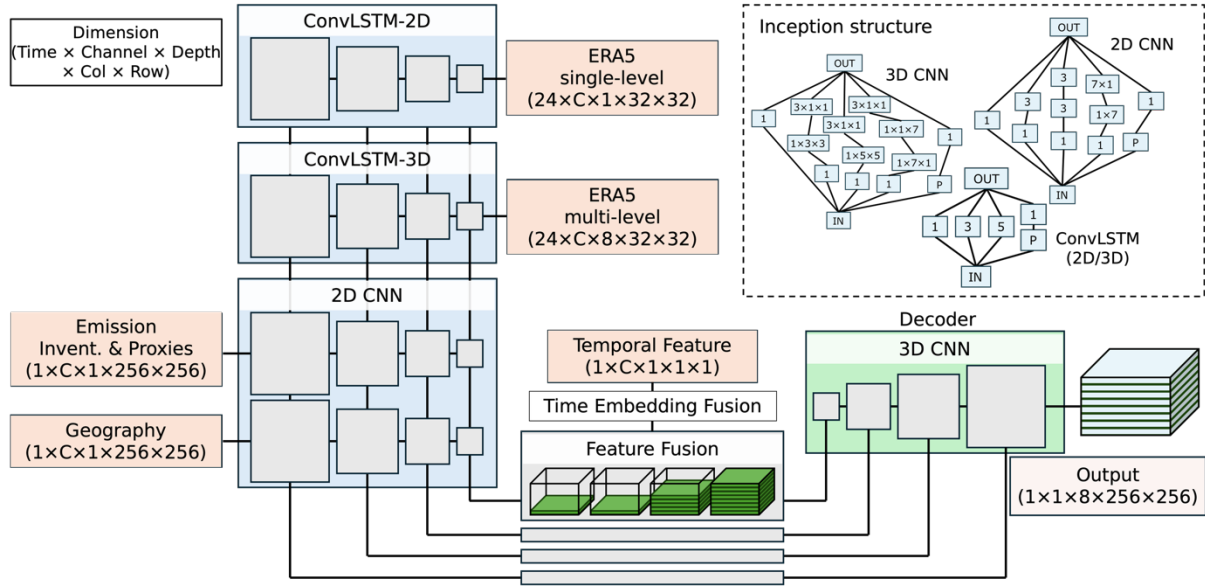 Dimension
(Time × Channel × Depth
× Col × Row)
ConvLSTM-2D
ERA5
single-level
(24×C×1×32×32)
ConvLSTM-3D
ERA5
multi-level
(24×C×8×32×32)
2D CNN
Emission
Invent. & Proxies
(1×C×1×256×256)
Geography
(1×C×1×256×256)
Temporal Feature
(1×C×1×1×1)
Time Embedding Fusion
Feature Fusion
Decoder
3D CNN
Output
(1×1×8×256×256)
Inception structure
3D CNN
OUT
3×1×1
3×1×1
1
3×1×1
1×1×7
1
1×3×3
1×5×5
1×7×1
1
1
1
P
IN
2D CNN
OUT
3
7×1
3
3
1×7
1
1
1
1
1
P
IN
OUT
1
3
5
1
P
IN
ConvLSTM
(2D/3D)